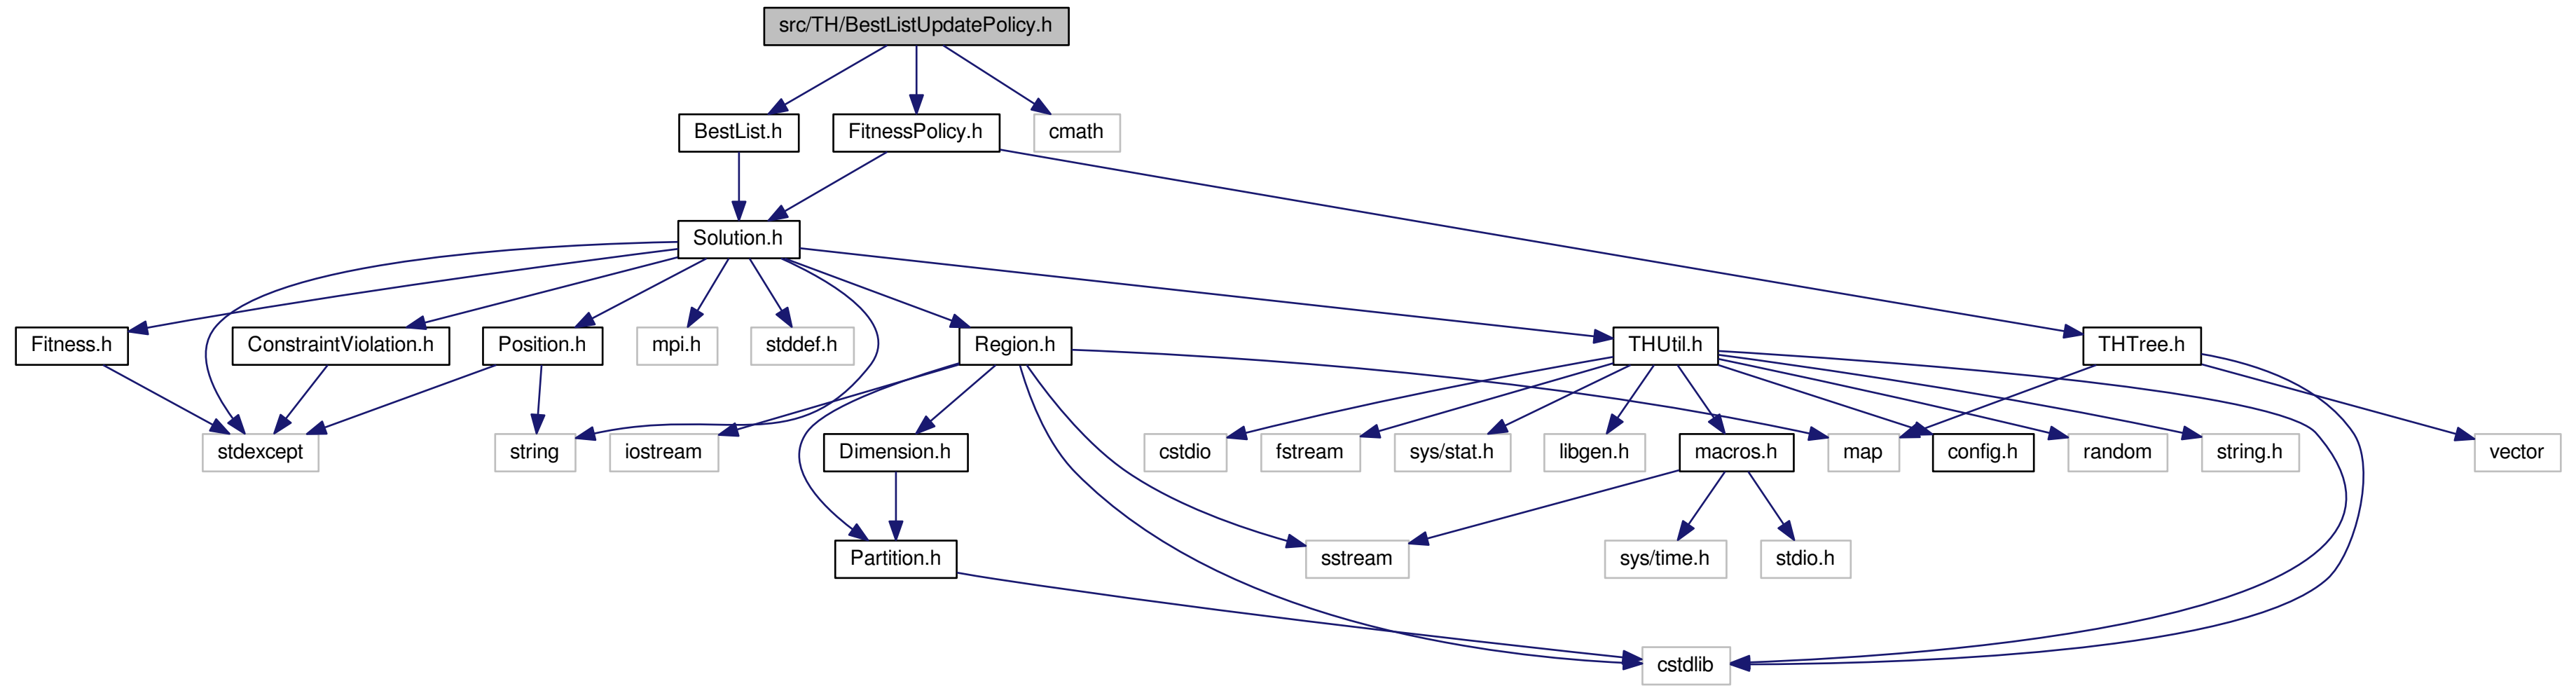 src/TH/BestListUpdatePolicy.h
BestList.h
FitnessPolicy.h
cmath
Solution.h
Fitness.h
ConstraintViolation.h
Position.h
mpi.h
stddef.h
Region.h
THUtil.h
THTree.h
stdexcept
string
iostream
Dimension.h
cstdio
fstream
sys/stat.h
libgen.h
macros.h
map
config.h
random
string.h
vector
Partition.h
sstream
sys/time.h
stdio.h
cstdlib